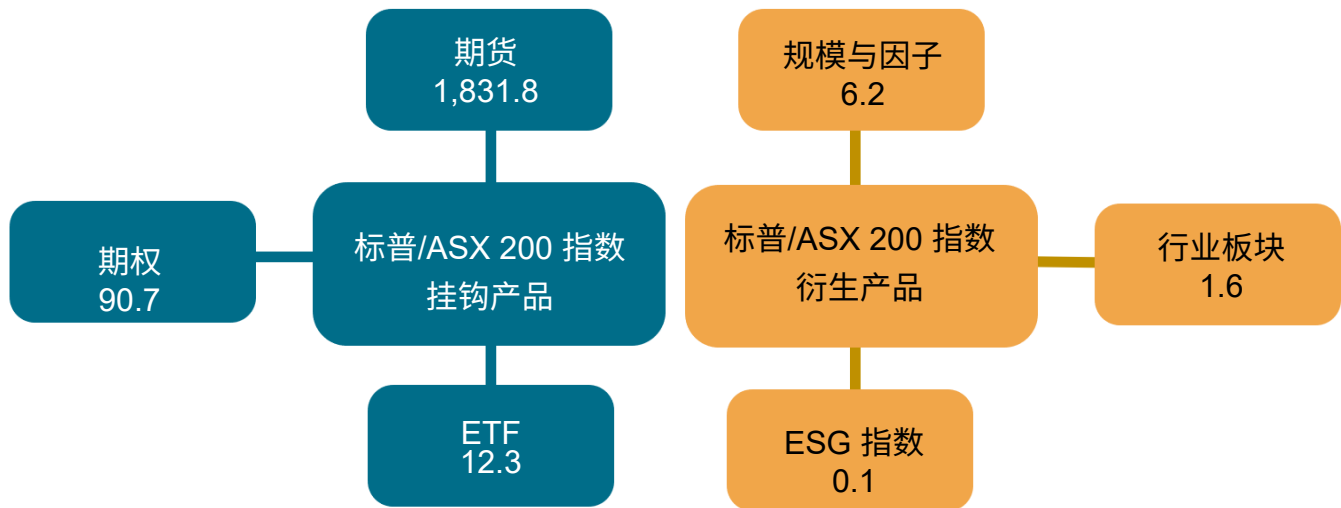 期货
1,831.8
标普/ASX 200 指数
挂钩产品
期权
90.7
ETF
12.3
规模与因子
6.2
标普/ASX 200 指数
衍生产品
行业板块
1.6
ESG 指数
0.1